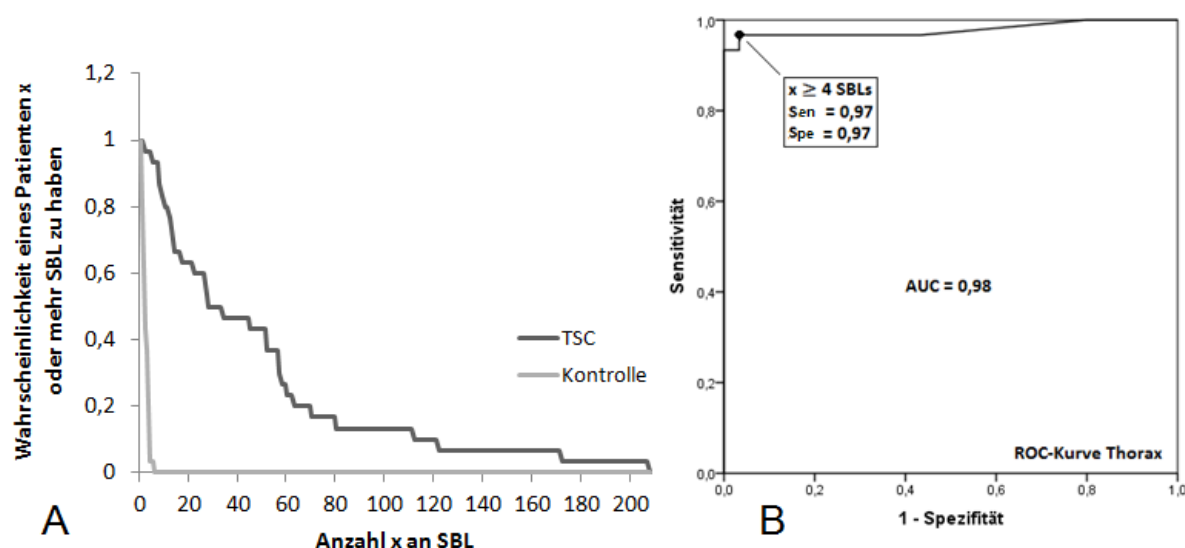 Wahrscheinlichkeit eines Patienten x
oder mehr SBL zu haben
1,2
1
0,8
0,6
0,4
0,2
0
0 20 40 60 80 100 120 140 160 180 200
Anzahl x an SBL
TSC
Kontrolle
A
Sensitivität
1,0
0,8
0,6
0,4
0,2
0,0
0,0 0,2 0,4 0,6 0,8 1,0
1 - Spezifität
x ≥ 4 SBLs
Sen = 0,97
Spe = 0,97
AUC = 0,98
ROC-Kurve Thorax
B